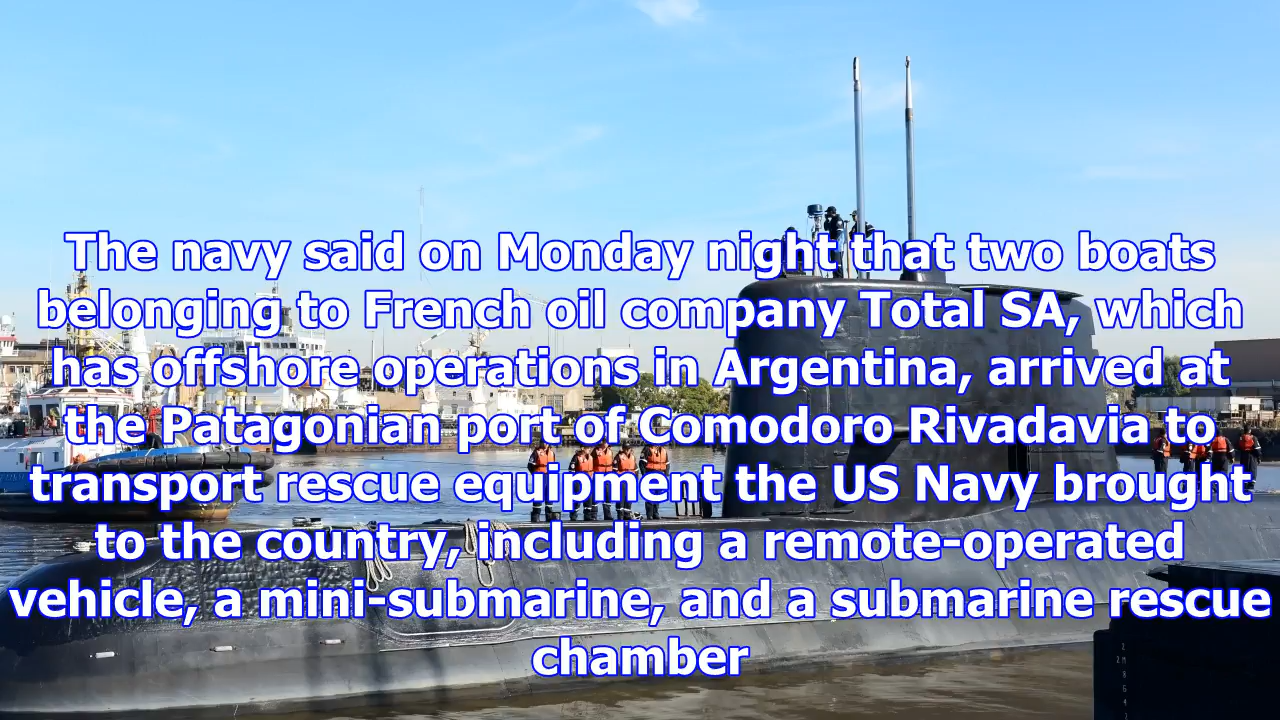 The navy said on Monday night that two boats
belonging to French oil company Total SA, which
has offshore operations in Argentina, arrived at
the Patagonian port of Comodoro Rivadavia to
transport rescue equipment the US Navy brought
to the country, including a remote-operated
vehicle, a mini-submarine, and a submarine rescue
chamber